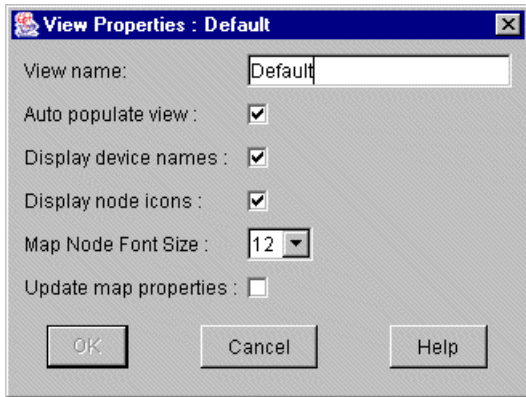 View Properties : Default
View name: Default
Auto populate view :
Display device names :
Display node icons :
Map Node Font Size : 12
Update map properties :
OK Cancel Help